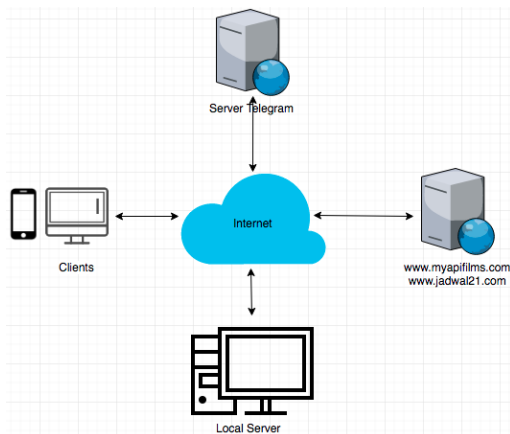 Server Telegram
Internet
Clients
www.myapifilms.com
www.jadwal21.com
Local Server